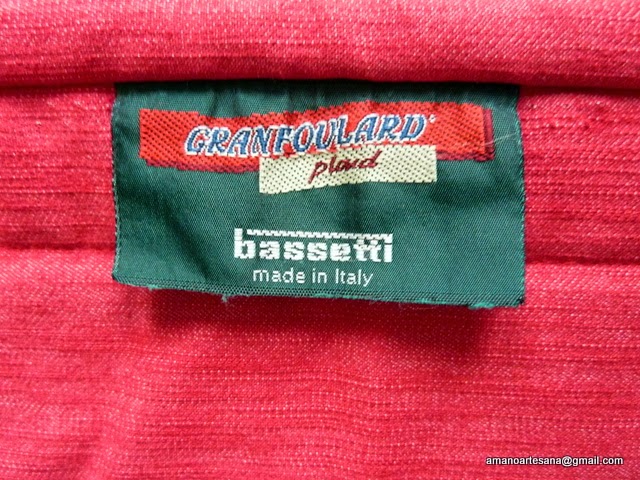 GRANFOULARD®
plaid
bassetti
made in Italy
amanoartesana@gmail.com